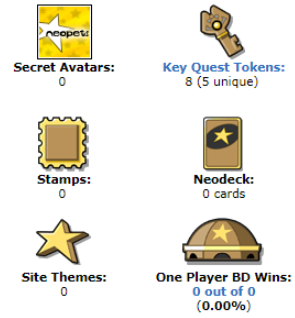 neopets
Secret Avatars:
0
Key Quest Tokens:
8 (5 unique)
Stamps:
0
Neodeck:
0 cards
Site Themes:
0
One Player BD Wins:
0 out of 0
(0.00%)